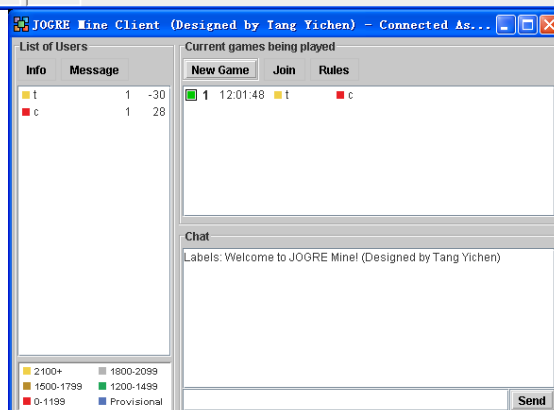 JOGRE Mine Client (Designed by Tang Yichen) - Connected As...
List of Users
Info Message
t 1 -30
c 1 28
2100+ 1800-2099
1500-1799 1200-1499
0-1199 Provisional
Current games being played
New Game Join Rules
1 12:01:48 t c
Chat
Labels: Welcome to JOGRE Mine! (Designed by Tang Yichen)
Send